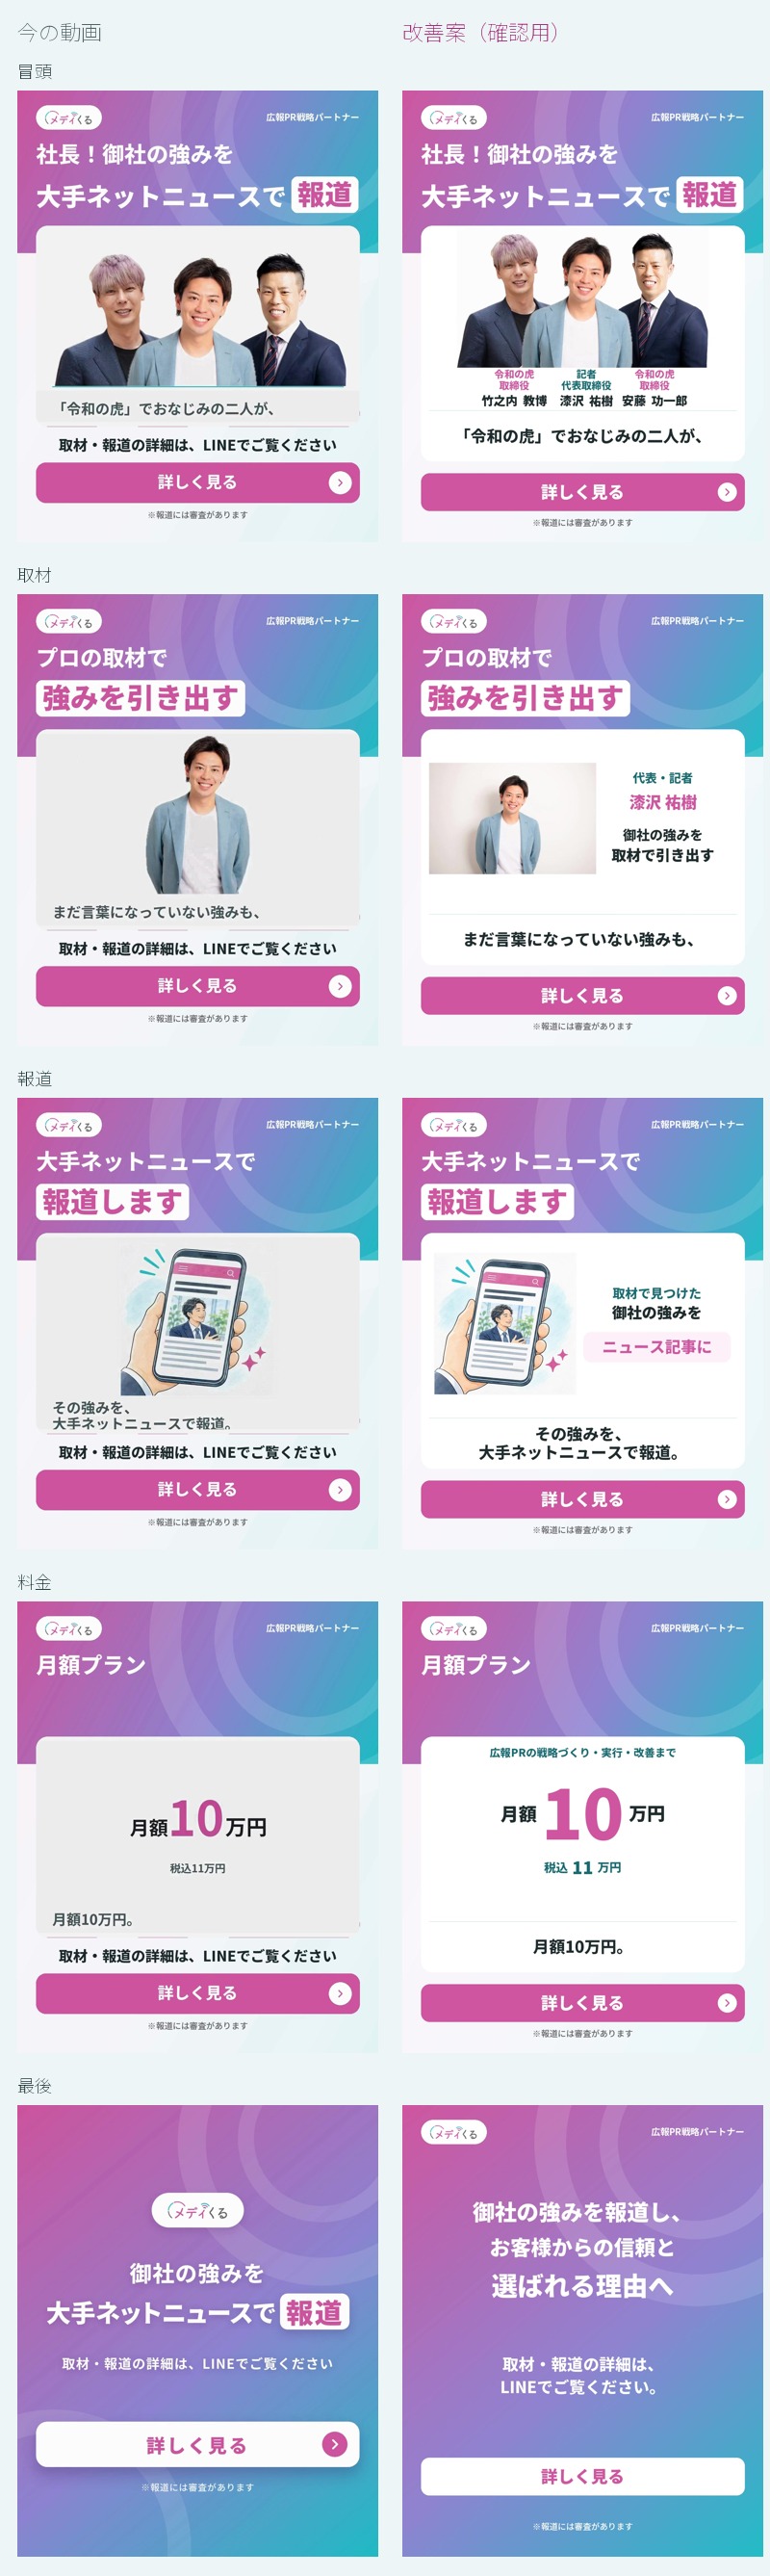 今の動画
改善案（確認用）
冒頭
メディくる
広報PR戦略パートナー
社長！御社の強みを
大手ネットニュースで 報道
「令和の虎」でおなじみの二人が、
取材・報道の詳細は、LINEでご覧ください
詳しく見る
※報道には審査があります
メディくる
広報PR戦略パートナー
社長！御社の強みを
大手ネットニュースで 報道
令和の虎
取締役
竹之内 教博
記者
代表取締役
漆沢 祐樹
令和の虎
取締役
安藤 功一郎
「令和の虎」でおなじみの二人が、
詳しく見る
※報道には審査があります
取材
メディくる
広報PR戦略パートナー
プロの取材で
強みを引き出す
まだ言葉になっていない強みも、
取材・報道の詳細は、LINEでご覧ください
詳しく見る
※報道には審査があります
メディくる
広報PR戦略パートナー
プロの取材で
強みを引き出す
代表・記者
漆沢 祐樹
御社の強みを
取材で引き出す
まだ言葉になっていない強みも、
詳しく見る
※報道には審査があります
報道
メディくる
広報PR戦略パートナー
大手ネットニュースで
報道します
その強みを、
大手ネットニュースで報道。
取材・報道の詳細は、LINEでご覧ください
詳しく見る
※報道には審査があります
メディくる
広報PR戦略パートナー
大手ネットニュースで
報道します
取材で見つけた
御社の強みを
ニュース記事に
その強みを、
大手ネットニュースで報道。
詳しく見る
※報道には審査があります
料金
メディくる
広報PR戦略パートナー
月額プラン
月額10万円
税込11万円
月額10万円。
取材・報道の詳細は、LINEでご覧ください
詳しく見る
※報道には審査があります
メディくる
広報PR戦略パートナー
月額プラン
広報PRの戦略づくり・実行・改善まで
月額 10 万円
税込 11 万円
月額10万円。
詳しく見る
※報道には審査があります
最後
メディくる
御社の強みを
大手ネットニュースで 報道
取材・報道の詳細は、LINEでご覧ください
詳しく見る
※報道には審査があります
メディくる
広報PR戦略パートナー
御社の強みを報道し、
お客様からの信頼と
選ばれる理由へ
取材・報道の詳細は、
LINEでご覧ください。
詳しく見る
※報道には審査があります